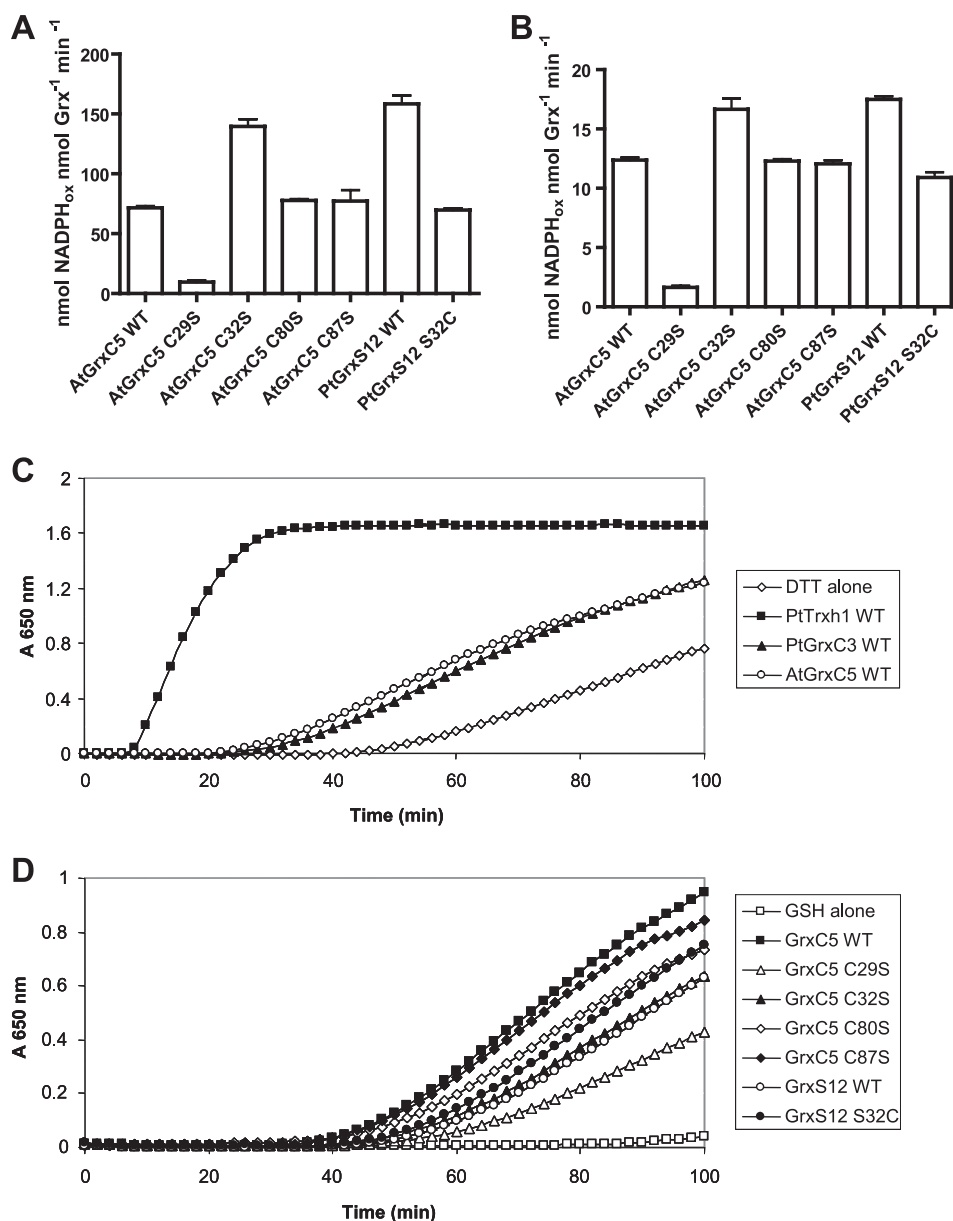 A
nmol NADPHox nmol Grx-1 min -1
200
150
100
50
0
AtGrxC5 WT
AtGrxC5 C29S
AtGrxC5 C32S
AtGrxC5 C80S
AtGrxC5 C87S
PtGrxS12 WT
PtGrxS12 S32C
B
nmol NADPHox nmol Grx-1 min-1
20
15
10
5
0
AtGrxC5 WT
AtGrxC5 C29S
AtGrxC5 C32S
AtGrxC5 C80S
AtGrxC5 C87S
PtGrxS12 WT
PtGrxS12 S32C
C
A 650 nm
2
1.6
1.2
0.8
0.4
0
0 20 40 60 80 100
Time (min)
DTT alone
PtTrxh1 WT
PtGrxC3 WT
AtGrxC5 WT
D
A 650 nm
1
0.8
0.6
0.4
0.2
0
0 20 40 60 80 100
Time (min)
GSH alone
GrxC5 WT
GrxC5 C29S
GrxC5 C32S
GrxC5 C80S
GrxC5 C87S
GrxS12 WT
GrxS12 S32C